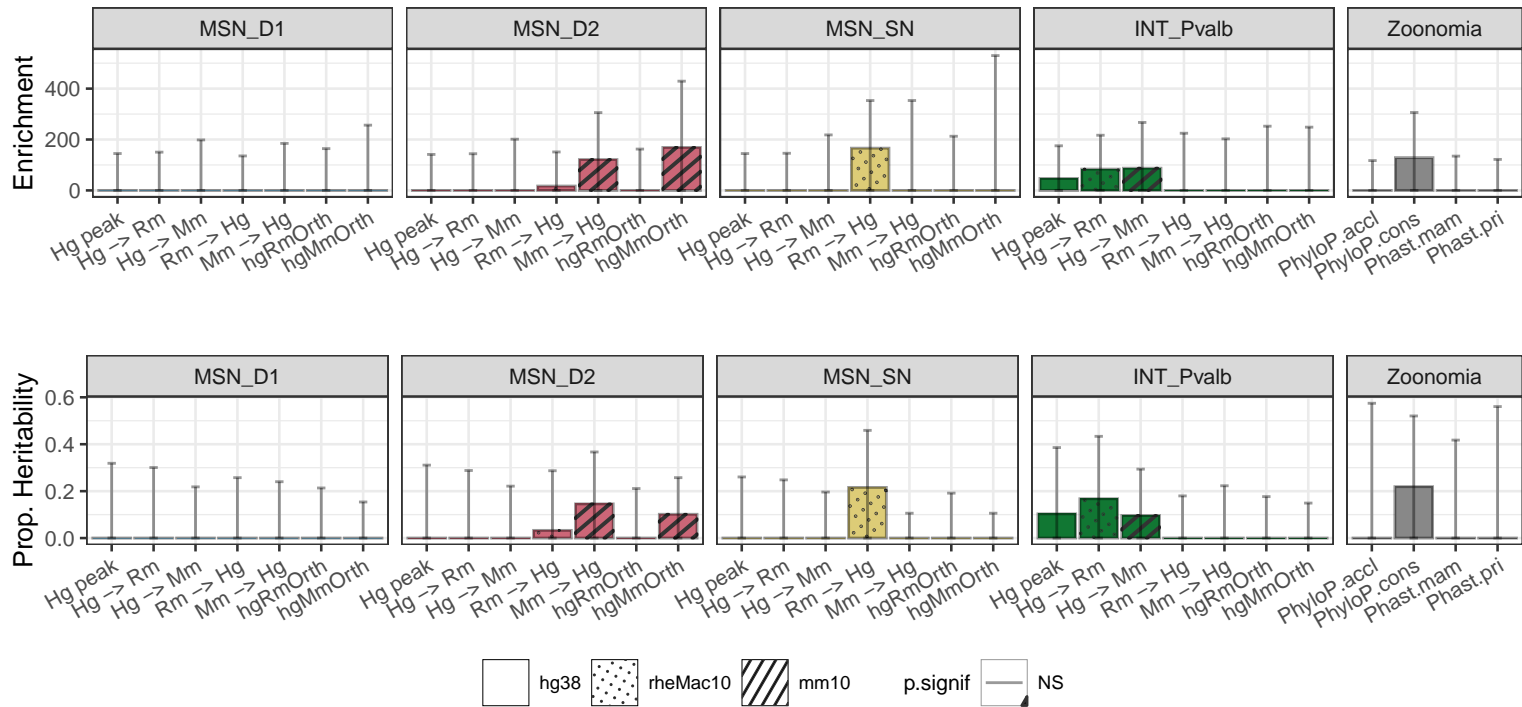 MSN_D1 MSN_D2 MSN_SN INT_Pvalb Zoonomia
Enrichment
400
200
0
Hg peak Hg −> Rm Hg −> Mm Rm −> Hg Mm −> Hg hgRmOrth hgMmOrth Hg peak Hg −> Rm Hg −> Mm Rm −> Hg Mm −> Hg hgRmOrth hgMmOrth Hg peak Hg −> Rm Hg −> Mm Rm −> Hg Mm −> Hg hgRmOrth hgMmOrth Hg peak Hg −> Rm Hg −> Mm Rm −> Hg Mm −> Hg hgRmOrth hgMmOrth PhyloP.accl PhyloP.cons Phast.mam Phast.pri
MSN_D1 MSN_D2 MSN_SN INT_Pvalb Zoonomia
Prop. Heritability
0.6
0.4
0.2
0.0
Hg peak Hg −> Rm Hg −> Mm Rm −> Hg Mm −> Hg hgRmOrth hgMmOrth Hg peak Hg −> Rm Hg −> Mm Rm −> Hg Mm −> Hg hgRmOrth hgMmOrth Hg peak Hg −> Rm Hg −> Mm Rm −> Hg Mm −> Hg hgRmOrth hgMmOrth Hg peak Hg −> Rm Hg −> Mm Rm −> Hg Mm −> Hg hgRmOrth hgMmOrth PhyloP.accl PhyloP.cons Phast.mam Phast.pri
hg38 rheMac10 mm10 p.signif NS